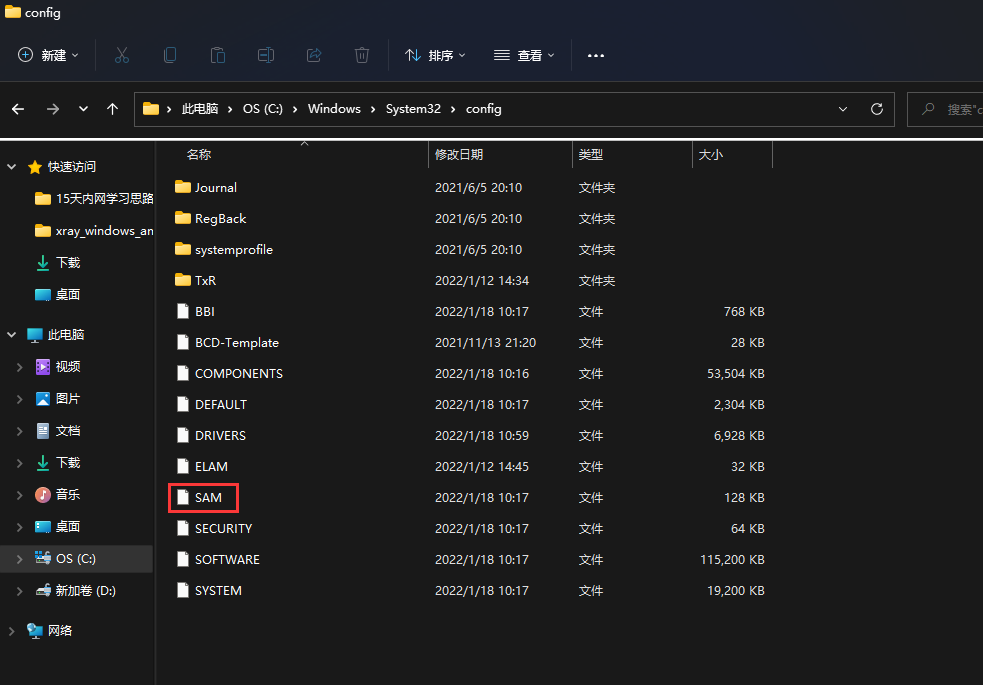 config
新建
排序
查看
此电脑 OS (C:) Windows System32 config
搜索"c
名称 修改日期 类型 大小
快速访问
15天内网学习思路
xray_windows_an
下载
桌面
此电脑
视频
图片
文档
下载
音乐
桌面
OS (C:)
新加卷 (D:)
网络
Journal 2021/6/5 20:10 文件夹
RegBack 2021/6/5 20:10 文件夹
systemprofile 2021/6/5 20:10 文件夹
TxR 2022/1/12 14:34 文件夹
BBI 2022/1/18 10:17 文件 768 KB
BCD-Template 2021/11/13 21:20 文件 28 KB
COMPONENTS 2022/1/18 10:16 文件 53,504 KB
DEFAULT 2022/1/18 10:17 文件 2,304 KB
DRIVERS 2022/1/18 10:59 文件 6,928 KB
ELAM 2022/1/12 14:45 文件 32 KB
SAM 2022/1/18 10:17 文件 128 KB
SECURITY 2022/1/18 10:17 文件 64 KB
SOFTWARE 2022/1/18 10:17 文件 115,200 KB
SYSTEM 2022/1/18 10:17 文件 19,200 KB